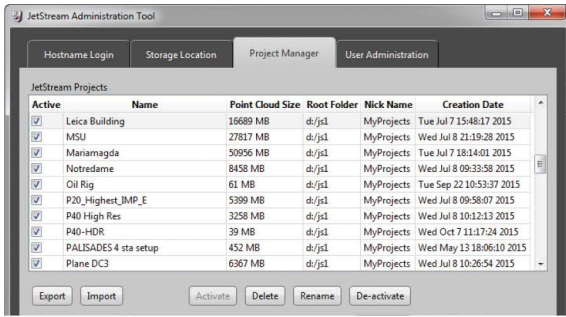 JetStream Administration Tool
Hostname Login Storage Location Project Manager User Administration
JetStream Projects
Active Name Point Cloud Size Root Folder Nick Name Creation Date
Leica Building 16689 MB d:/js1 MyProjects Tue Jul 7 15:48:17 2015
MSU 27817 MB d:/js1 MyProjects Wed Jul 8 21:19:28 2015
Mariamagda 50956 MB d:/js1 MyProjects Tue Jul 7 18:14:01 2015
Notredame 8458 MB d:/js1 MyProjects Wed Jul 8 09:33:58 2015
Oil Rig 61 MB d:/js1 MyProjects Tue Sep 22 10:53:37 2015
P20_Highest_IMP_E 5399 MB d:/js1 MyProjects Wed Jul 8 09:58:07 2015
P40 High Res 3258 MB d:/js1 MyProjects Wed Jul 8 10:12:13 2015
P40-HDR 39 MB d:/js1 MyProjects Wed Oct 7 11:17:24 2015
PALISADES 4 sta setup 452 MB d:/js1 MyProjects Wed May 13 18:06:10 2015
Plane DC3 6367 MB d:/js1 MyProjects Wed Jul 8 10:26:54 2015
Export Import Activate Delete Rename De-activate